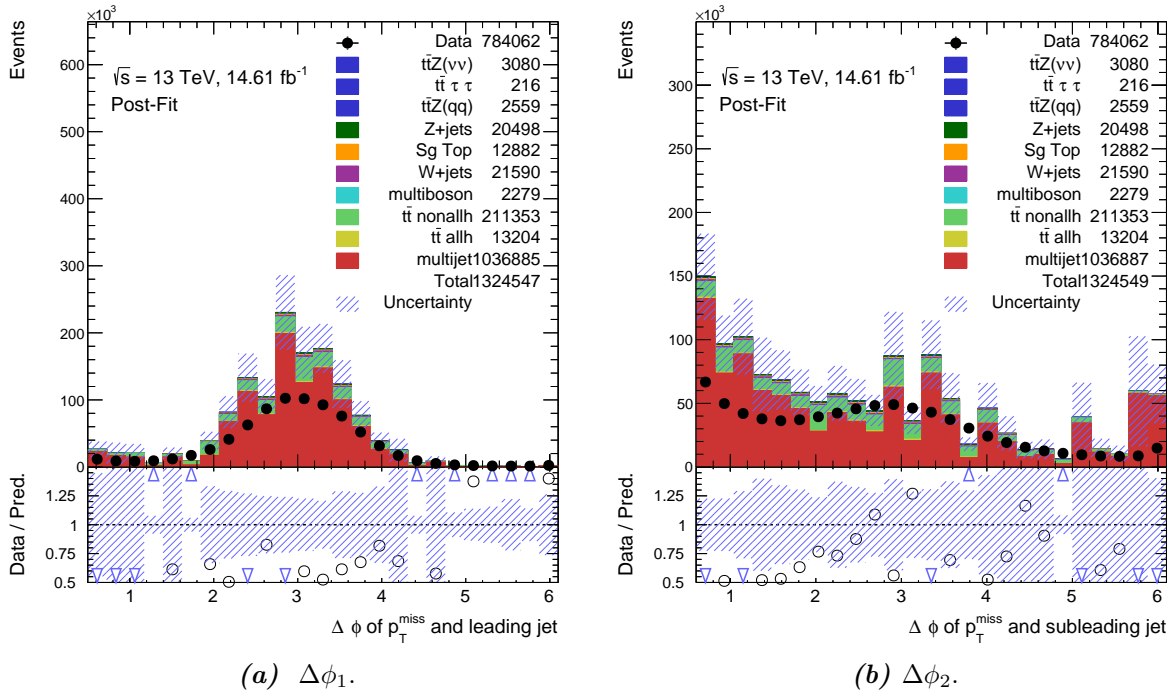 ×10³
Events
600
500
400
300
200
100
0
√s = 13 TeV, 14.61 fb⁻¹
Post-Fit
Data 784062
tt̄Z(νν) 3080
tt̄ τ τ 216
tt̄Z(qq) 2559
Z+jets 20498
Sg Top 12882
W+jets 21590
multiboson 2279
tt̄ nonallh 211353
tt̄ allh 13204
multijet1036885
Total1324547
Uncertainty
Data / Pred.
1.25
1
0.75
0.5
1 2 3 4 5 6
Δ ϕ of p_T^miss and leading jet
(a) Δϕ₁.
×10³
Events
350
300
250
200
150
100
50
0
√s = 13 TeV, 14.61 fb⁻¹
Post-Fit
Data 784062
tt̄Z(νν) 3080
tt̄ τ τ 216
tt̄Z(qq) 2559
Z+jets 20498
Sg Top 12882
W+jets 21590
multiboson 2279
tt̄ nonallh 211353
tt̄ allh 13204
multijet1036887
Total1324549
Uncertainty
Data / Pred.
1.25
1
0.75
0.5
1 2 3 4 5 6
Δ ϕ of p_T^miss and subleading jet
(b) Δϕ₂.